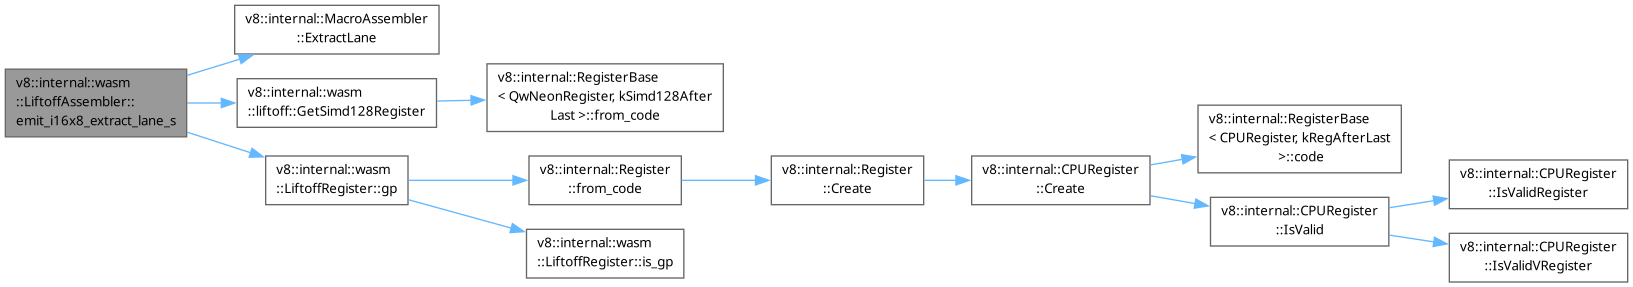 v8::internal::wasm
::LiftoffAssembler::
emit_i16x8_extract_lane_s
v8::internal::MacroAssembler
::ExtractLane
v8::internal::wasm
::liftoff::GetSimd128Register
v8::internal::RegisterBase
< QwNeonRegister, kSimd128After
Last >::from_code
v8::internal::wasm
::LiftoffRegister::gp
v8::internal::Register
::from_code
v8::internal::Register
::Create
v8::internal::CPURegister
::Create
v8::internal::RegisterBase
< CPURegister, kRegAfterLast
>::code
v8::internal::CPURegister
::IsValid
v8::internal::CPURegister
::IsValidRegister
v8::internal::CPURegister
::IsValidVRegister
v8::internal::wasm
::LiftoffRegister::is_gp